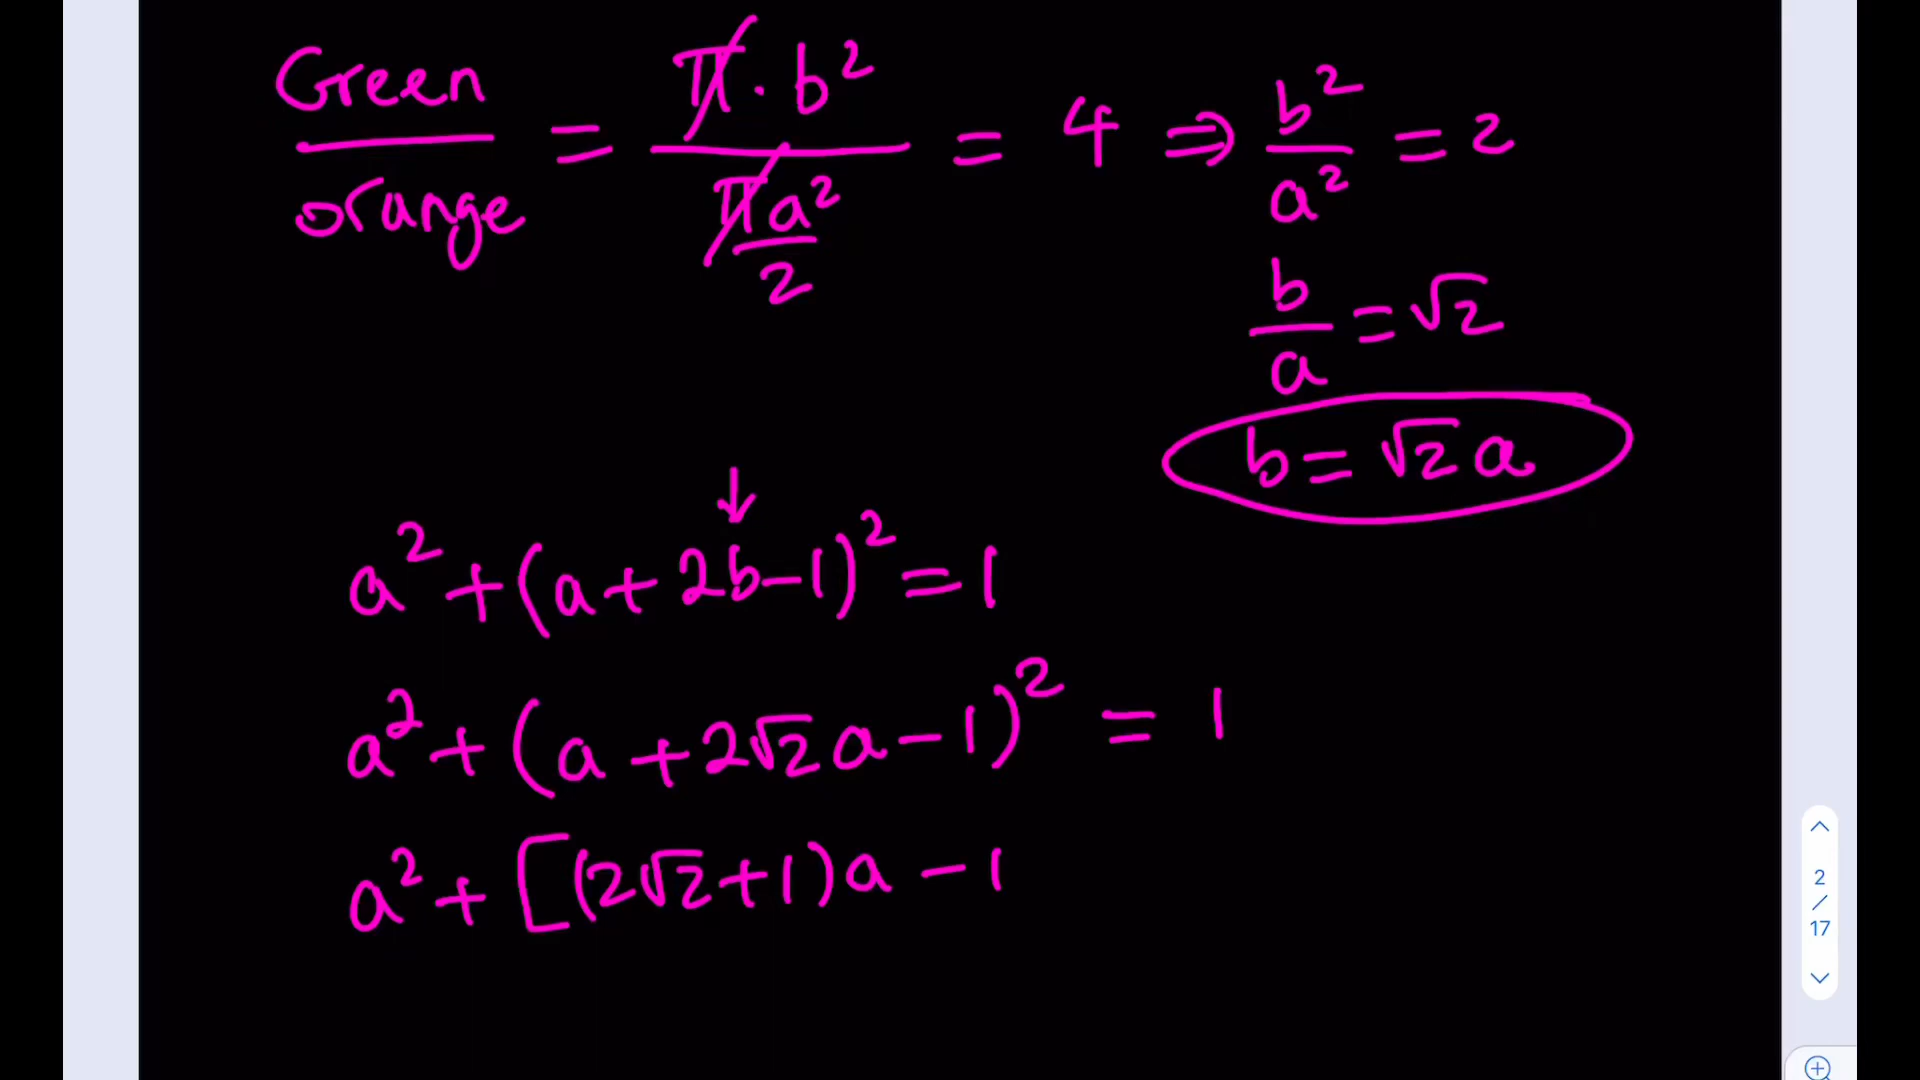 Green/orange = π·b²/(πa²/2) = 4 ⇒ b²/a² = 2
b/a = √2
b = √2 a
↓
a² + (a + 2b - 1)² = 1
a² + (a + 2√2 a - 1)² = 1
a² + [(2√2 + 1)a - 1
2
/
17